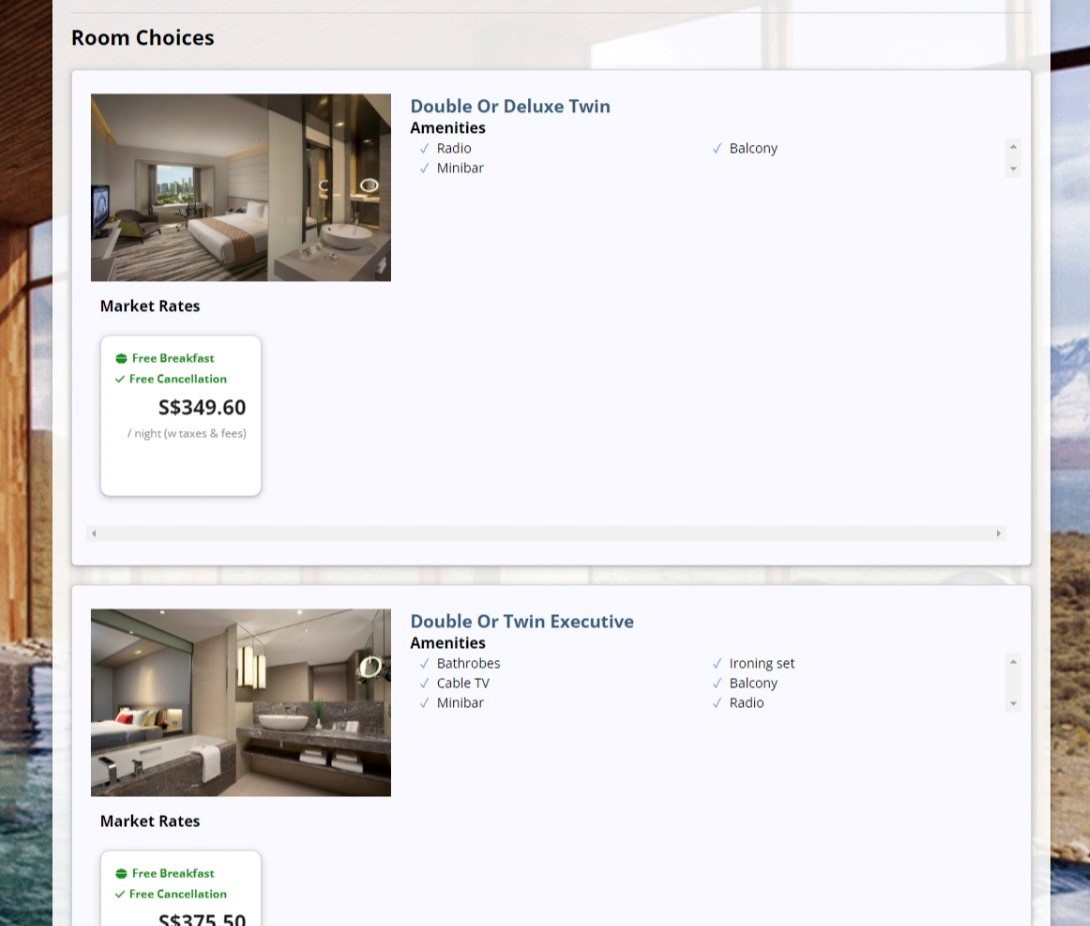 Room Choices
Double Or Deluxe Twin
Amenities
Radio
Balcony
Minibar
Market Rates
Free Breakfast
Free Cancellation
S$349.60
/ night (w taxes & fees)
Double Or Twin Executive
Amenities
Bathrobes
Ironing set
Cable TV
Balcony
Minibar
Radio
Market Rates
Free Breakfast
Free Cancellation
S$375.50